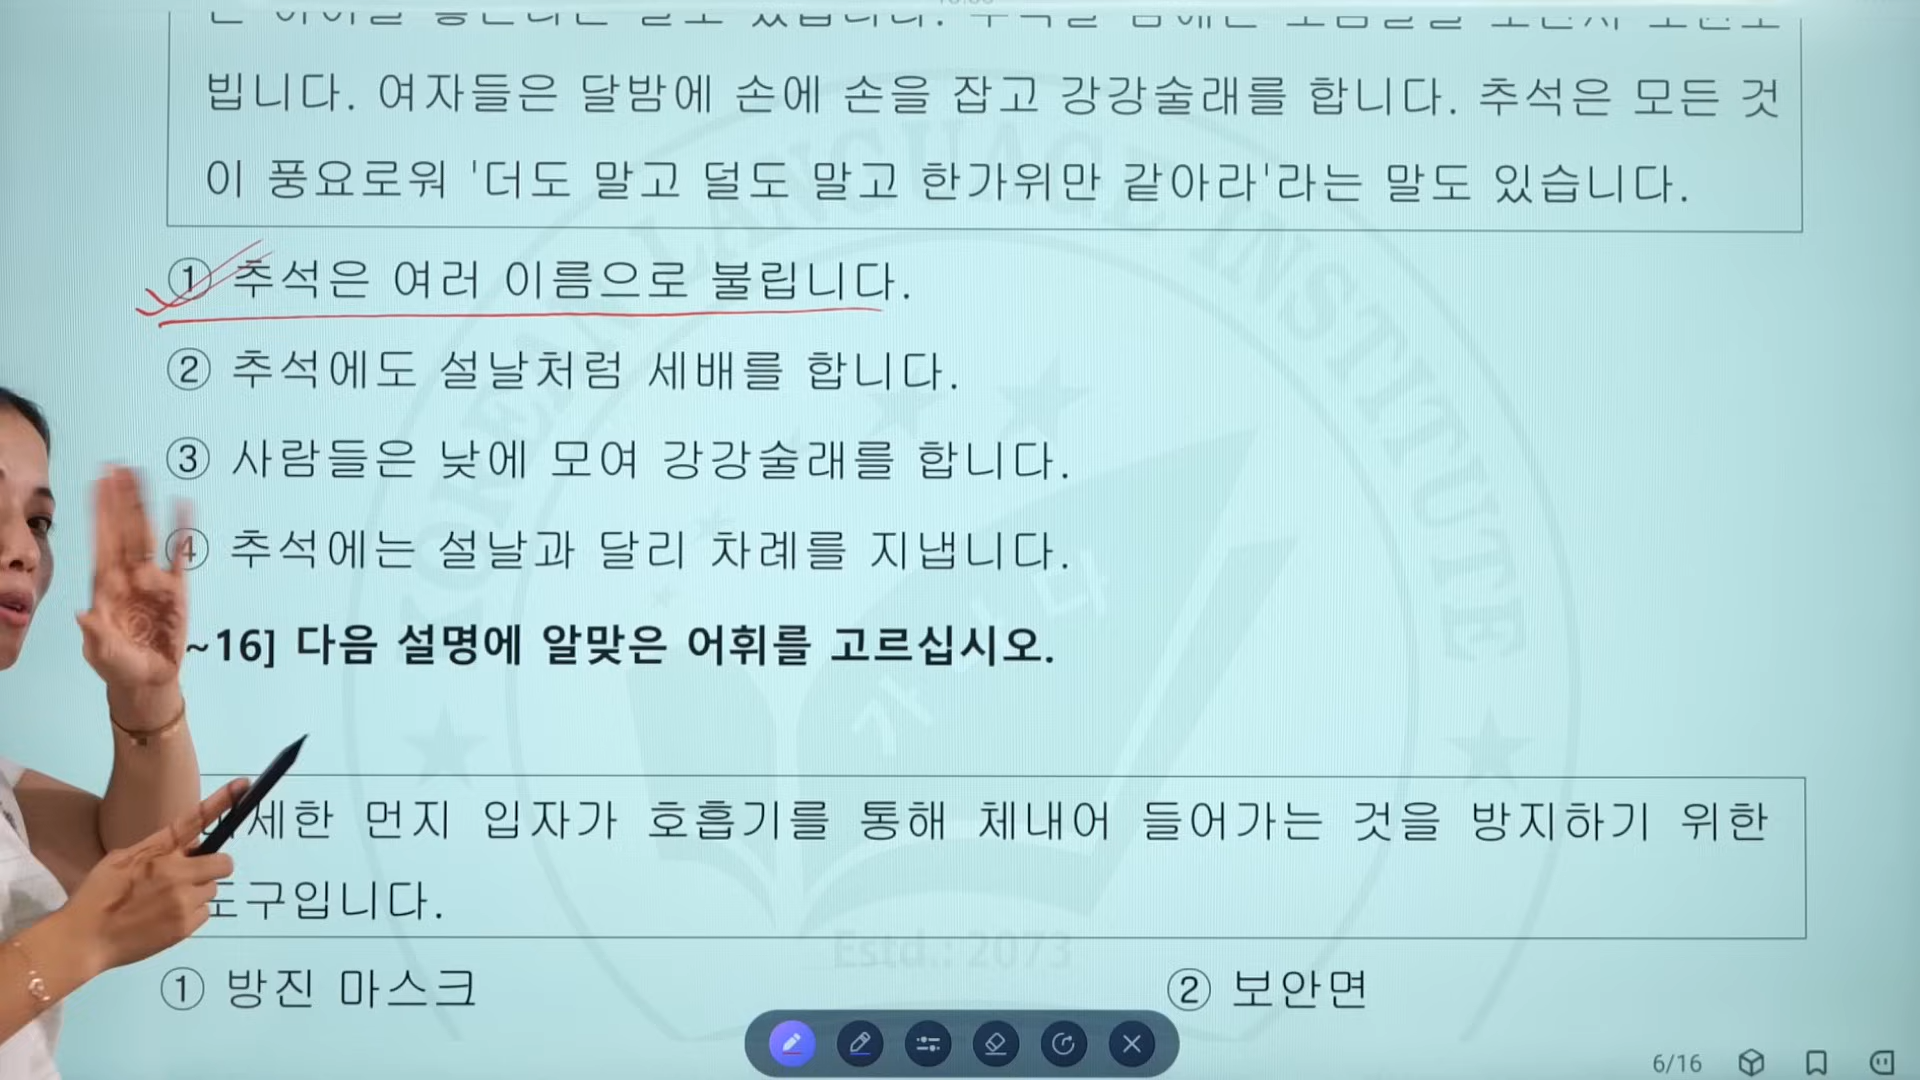 빕니다. 여자들은 달밤에 손에 손을 잡고 강강술래를 합니다. 추석은 모든 것
이 풍요로워 '더도 말고 덜도 말고 한가위만 같아라'라는 말도 있습니다.
① 추석은 여러 이름으로 불립니다.
② 추석에도 설날처럼 세배를 합니다.
③ 사람들은 낮에 모여 강강술래를 합니다.
④ 추석에는 설날과 달리 차례를 지냅니다.
~16] 다음 설명에 알맞은 어휘를 고르십시오.
먼지 입자가 호흡기를 통해 체내어 들어가는 것을 방지하기 위한
도구입니다.
① 방진 마스크 ② 보안면
KOREAN LANGUAGE INSTITUTE
가 나 다
Estd.: 2073
6/16